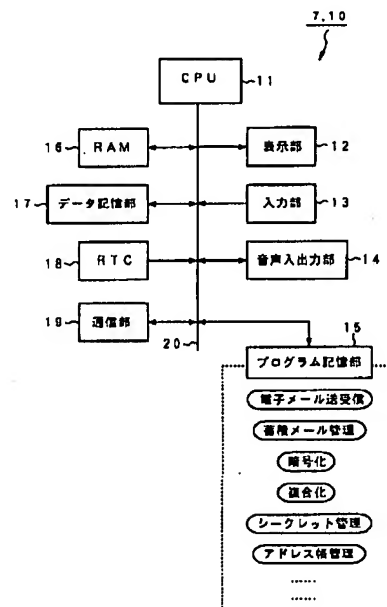 7,10
CPU
11
16
RAM
表示部
12
17
データ記憶部
入力部
13
18
RTC
音声入出力部
14
19
通信部
20
15
プログラム記憶部
電子メール送受信
蓄積メール管理
暗号化
複合化
シークレット管理
アドレス帳管理
……
……